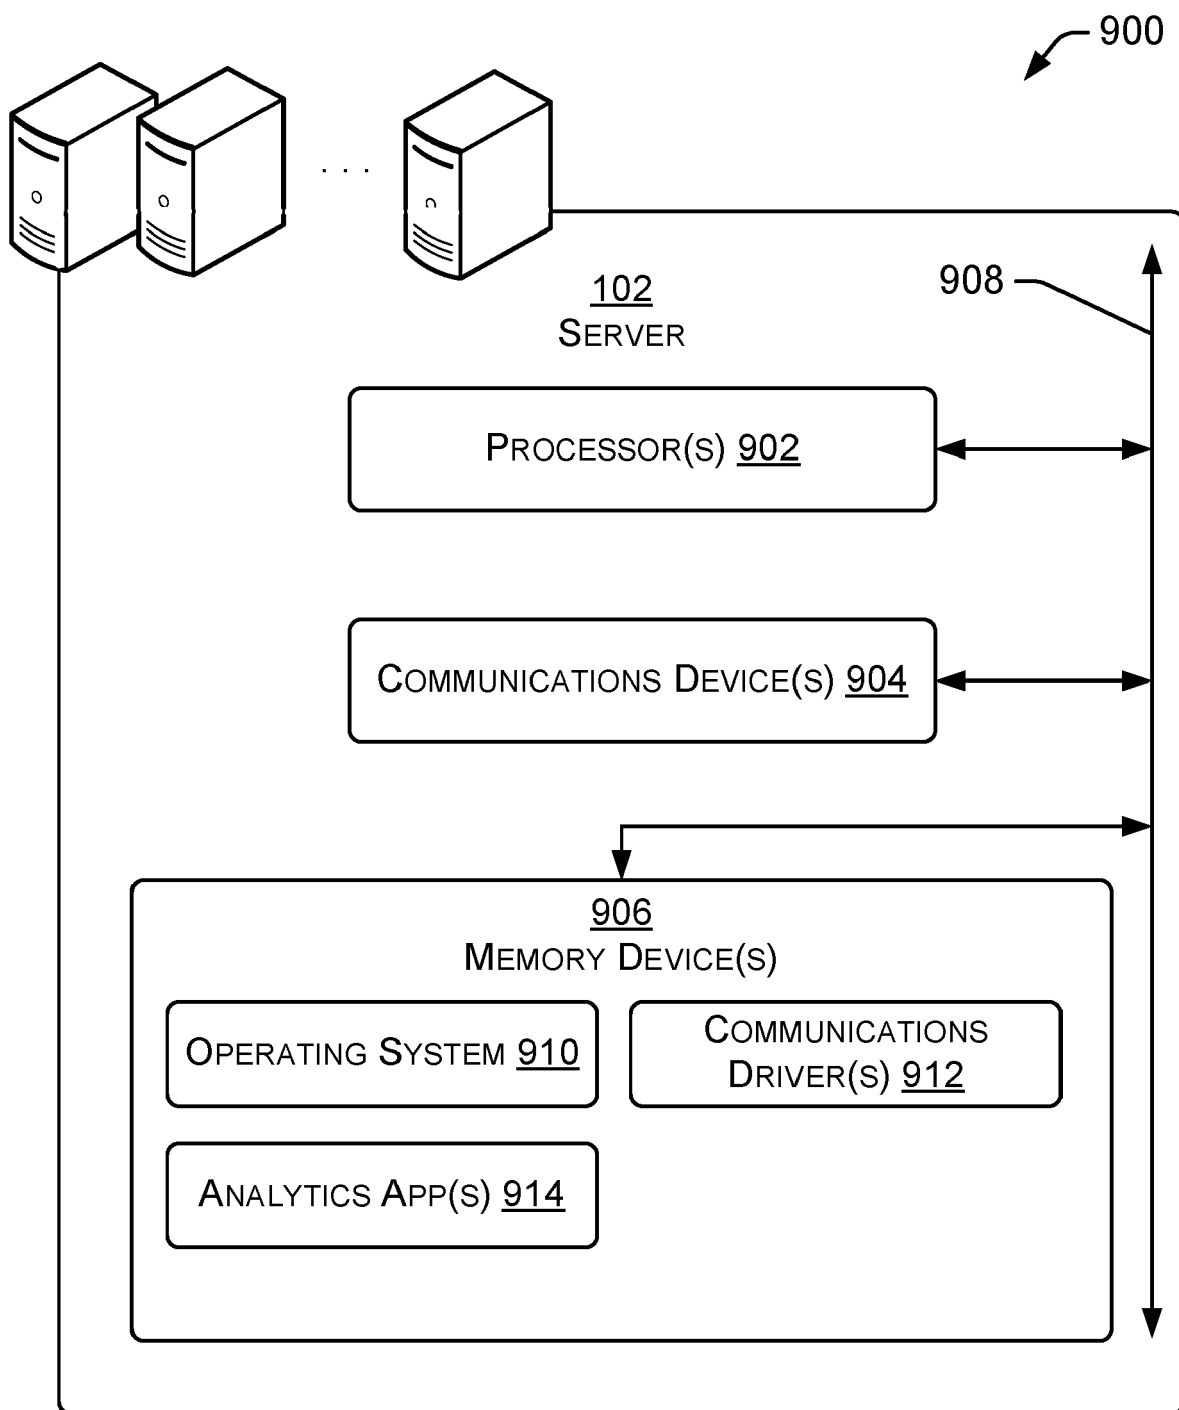 900
. . .
908
102
SERVER
PROCESSOR(S) 902
COMMUNICATIONS DEVICE(S) 904
906
MEMORY DEVICE(S)
OPERATING SYSTEM 910
COMMUNICATIONS
DRIVER(S) 912
ANALYTICS APP(S) 914